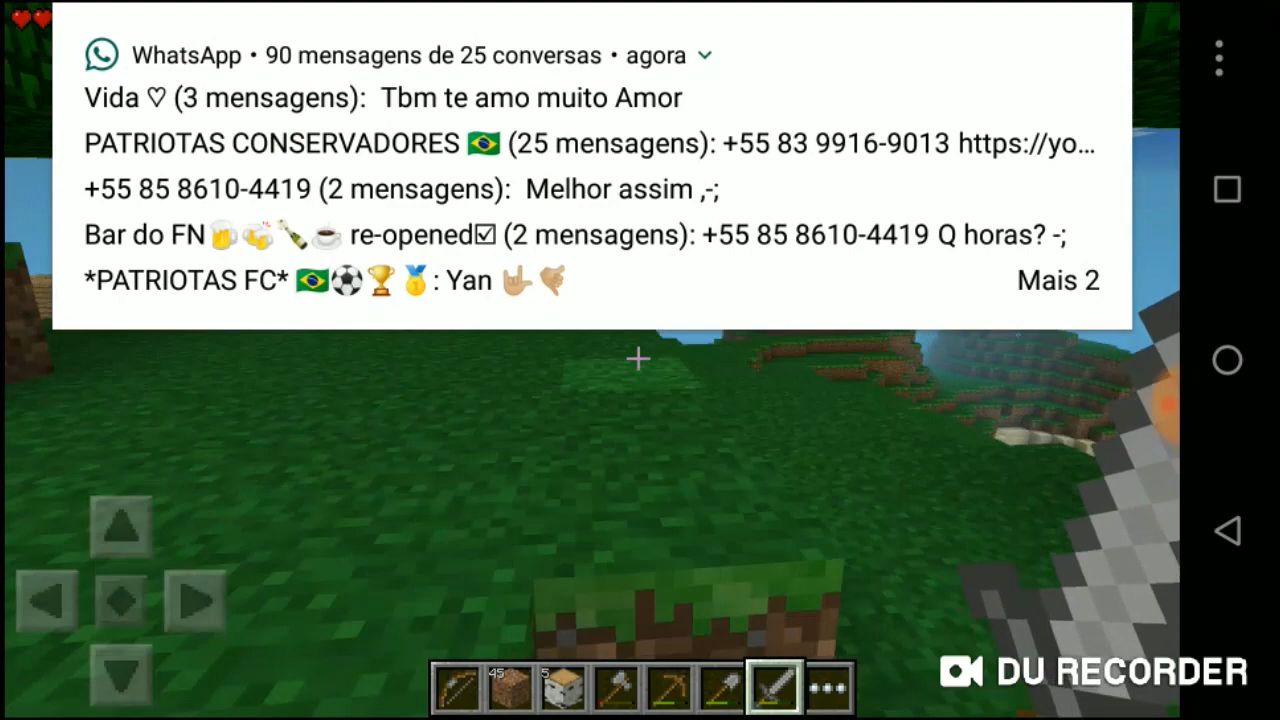 WhatsApp • 90 mensagens de 25 conversas • agora
Vida ♡ (3 mensagens): Tbm te amo muito Amor
PATRIOTAS CONSERVADORES 🇧🇷 (25 mensagens): +55 83 9916-9013 https://yo…
+55 85 8610-4419 (2 mensagens): Melhor assim ,-;
Bar do FN🍺🍻🍾☕ re-opened☑ (2 mensagens): +55 85 8610-4419 Q horas? -;
*PATRIOTAS FC* 🇧🇷⚽🏆🥇: Yan 🤟🏼🤙🏼 Mais 2
45 5
DU RECORDER